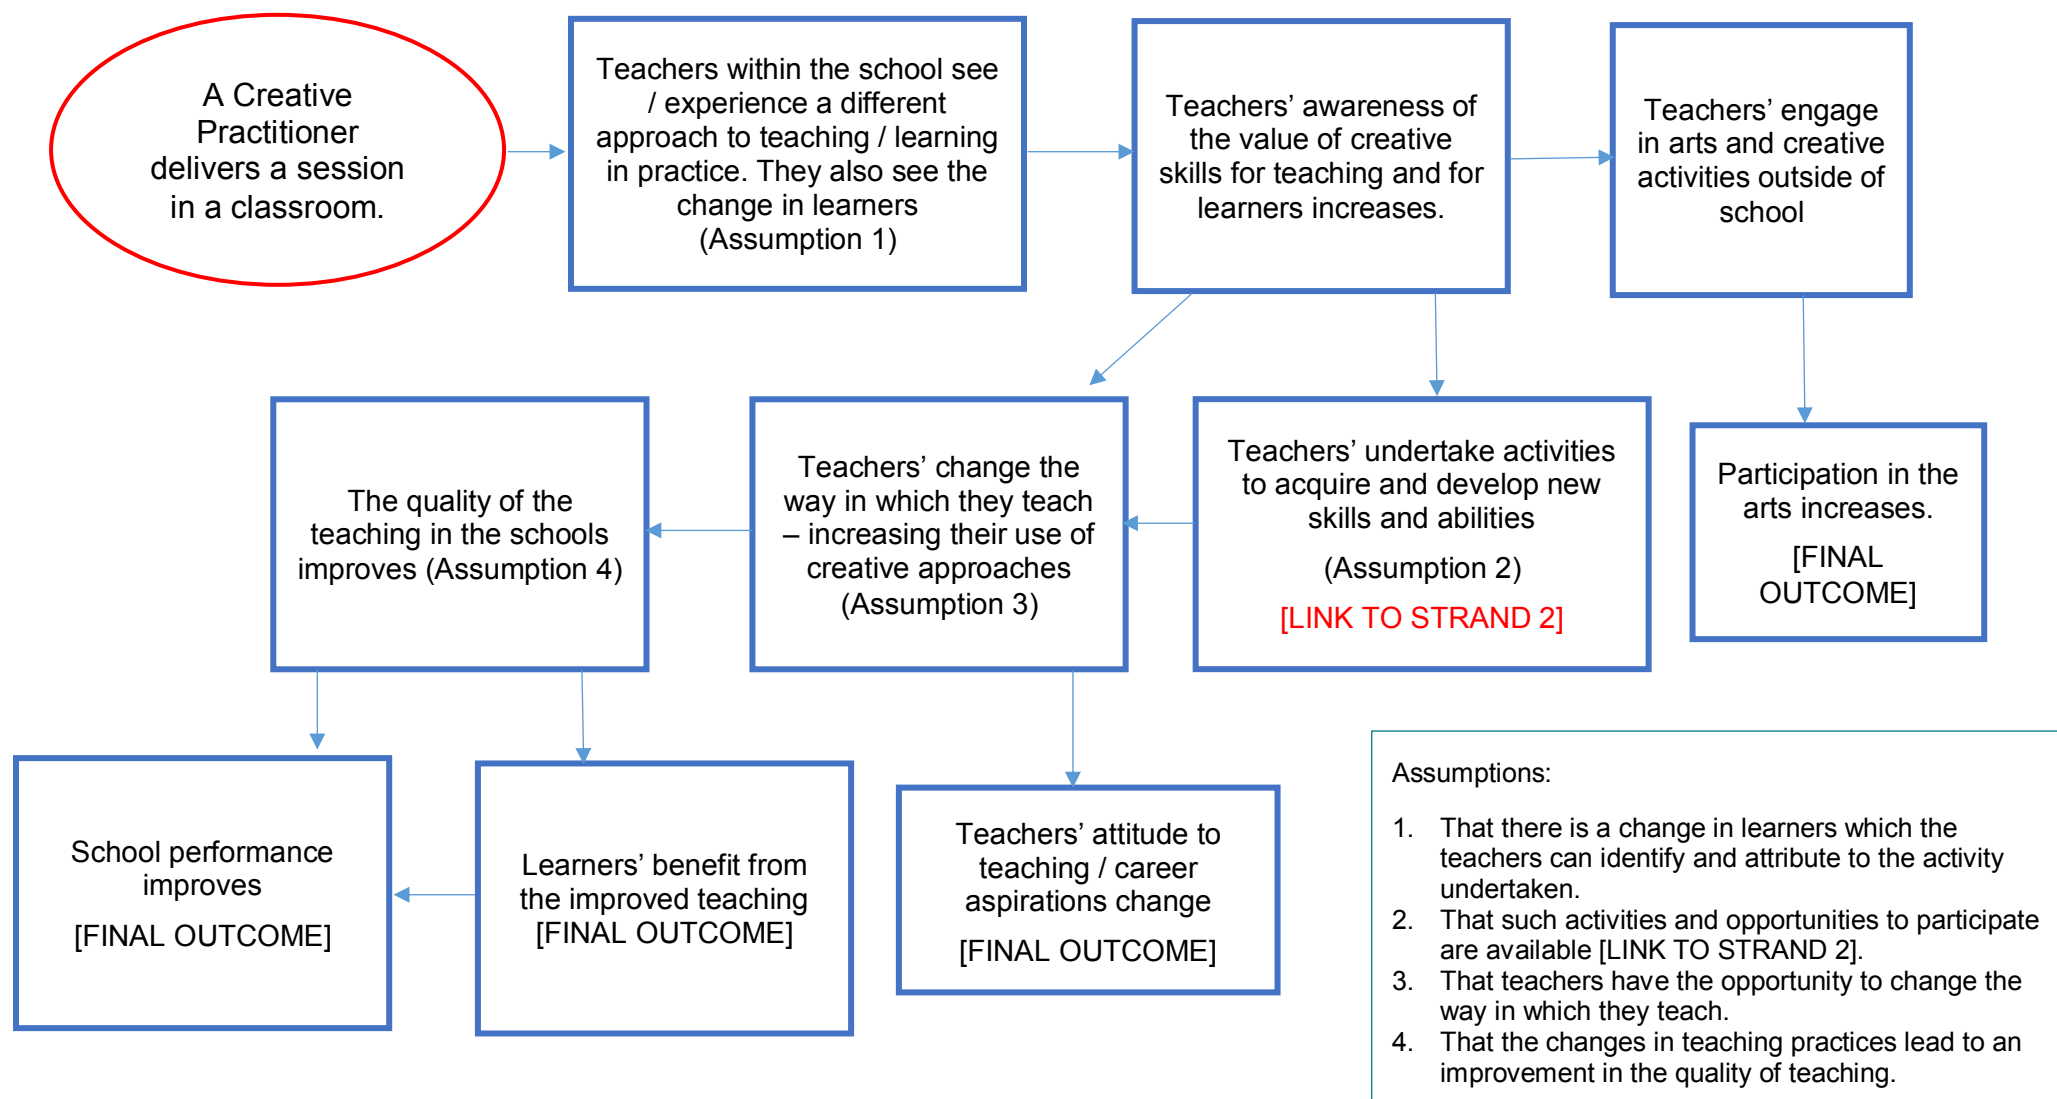 A Creative
Practitioner
delivers a session
in a classroom.
Teachers within the school see
/ experience a different
approach to teaching / learning
in practice. They also see the
change in learners
(Assumption 1)
Teachers’ awareness of
the value of creative
skills for teaching and for
learners increases.
Teachers’ engage
in arts and creative
activities outside of
school
The quality of the
teaching in the schools
improves (Assumption 4)
Teachers’ change the
way in which they teach
– increasing their use of
creative approaches
(Assumption 3)
Teachers’ undertake activities
to acquire and develop new
skills and abilities
(Assumption 2)
[LINK TO STRAND 2]
Participation in the
arts increases.
[FINAL
OUTCOME]
School performance
improves
[FINAL OUTCOME]
Learners’ benefit from
the improved teaching
[FINAL OUTCOME]
Teachers’ attitude to
teaching / career
aspirations change
[FINAL OUTCOME]
Assumptions:
1. That there is a change in learners which the
teachers can identify and attribute to the activity
undertaken.
2. That such activities and opportunities to participate
are available [LINK TO STRAND 2].
3. That teachers have the opportunity to change the
way in which they teach.
4. That the changes in teaching practices lead to an
improvement in the quality of teaching.